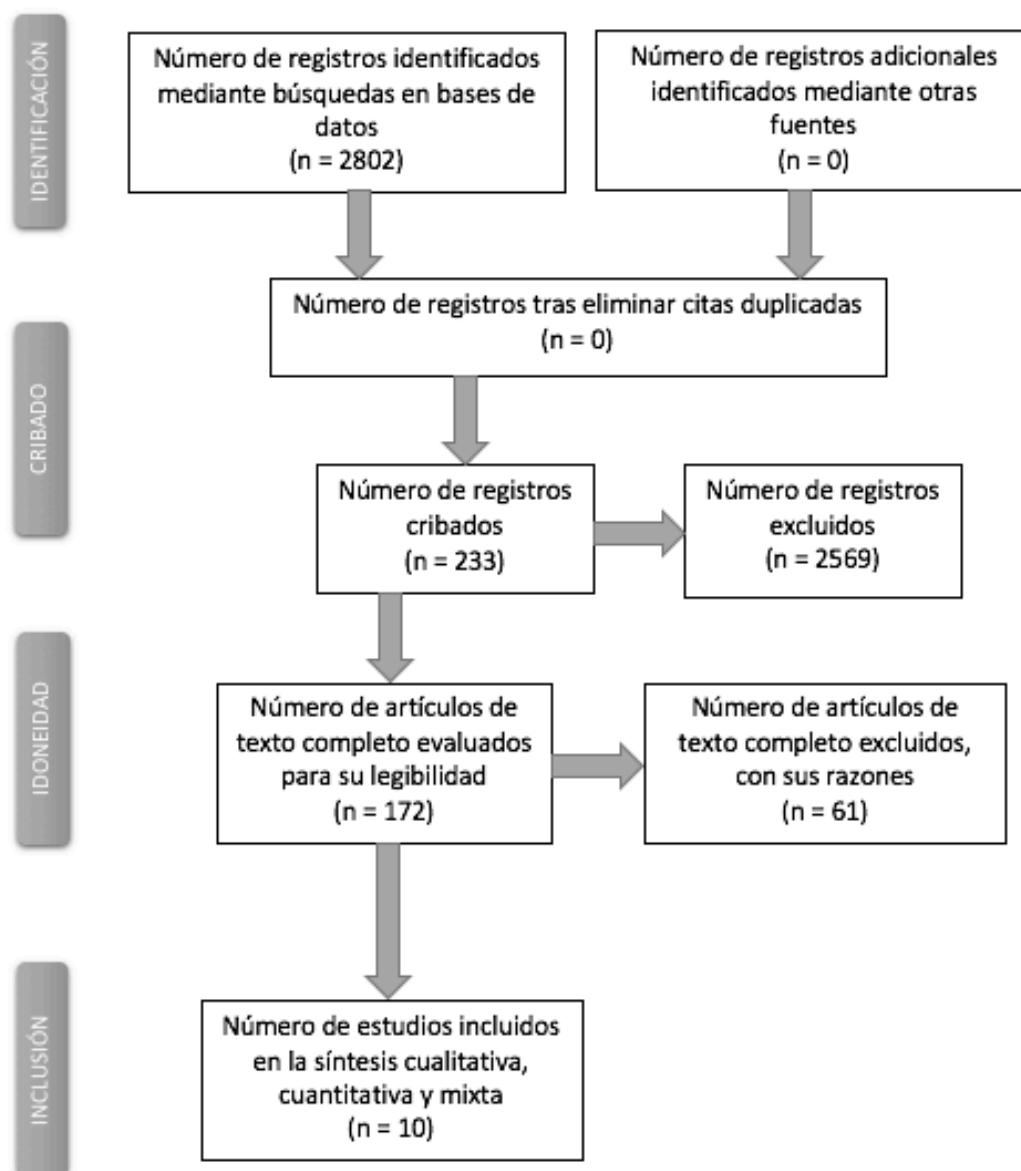 IDENTIFICACIÓN
Número de registros identificados
mediante búsquedas en bases de
datos
(n = 2802)
Número de registros adicionales
identificados mediante otras
fuentes
(n = 0)
Número de registros tras eliminar citas duplicadas
(n = 0)
CRIBADO
Número de registros
cribados
(n = 233)
Número de registros
excluidos
(n = 2569)
IDONEIDAD
Número de artículos de
texto completo evaluados
para su legibilidad
(n = 172)
Número de artículos de
texto completo excluidos,
con sus razones
(n = 61)
INCLUSIÓN
Número de estudios incluidos
en la síntesis cualitativa,
cuantitativa y mixta
(n = 10)